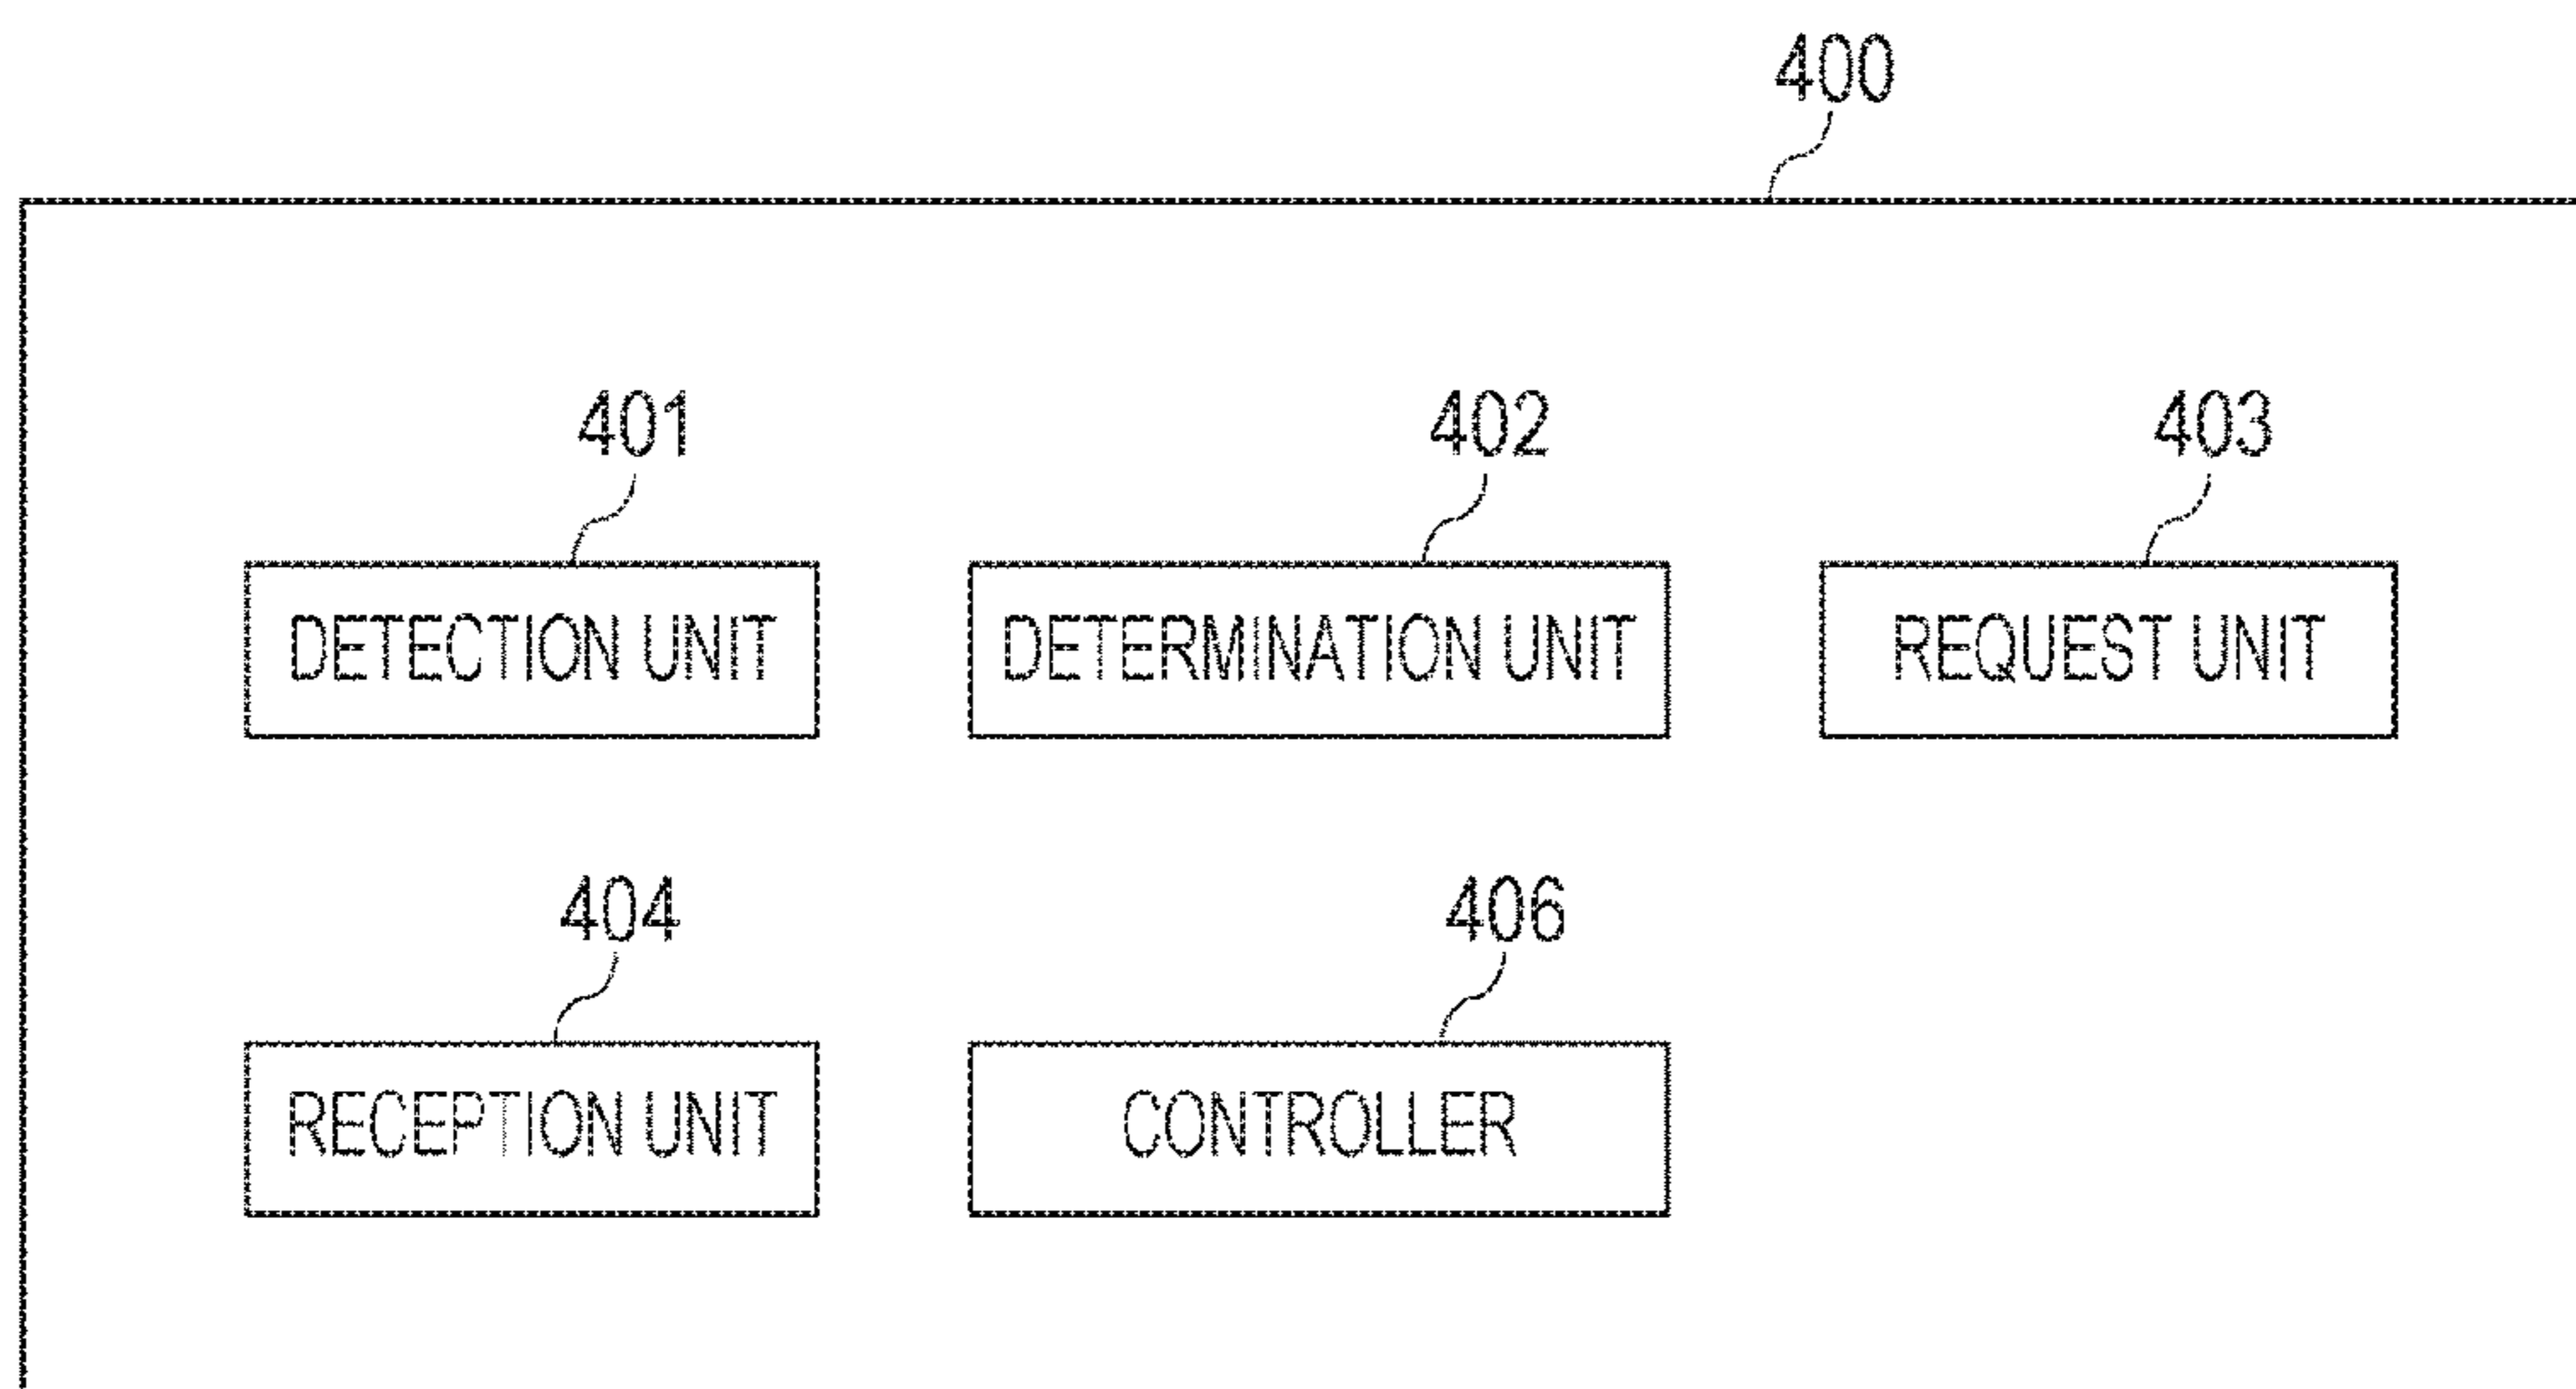 400
401 402 403
DETECTION UNIT DETERMINATION UNIT REQUEST UNIT
404 406
RECEPTION UNIT CONTROLLER